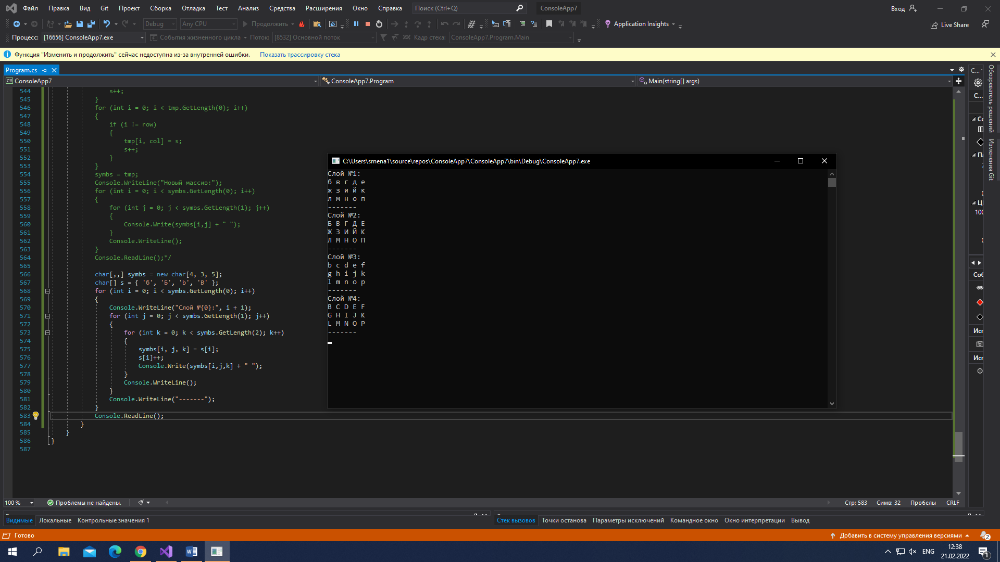 Файл Правка Вид Git Проект Сборка Отладка Тест Анализ Средства Расширения Окно Справка Поиск (Ctrl+Q) ConsoleApp7 Вход
Debug Any CPU Продолжить Application Insights Live Share
Процесс: [16656] ConsoleApp7.exe События жизненного цикла Поток: [8532] Основной поток Кадр стека: ConsoleApp7.Program.Main
Функция "Изменить и продолжить" сейчас недоступна из-за внутренней ошибки. Показать трассировку стека
Program.cs
C# ConsoleApp7 ConsoleApp7.Program Main(string[] args)
544 s++;
545 }
546 for (int i = 0; i < tmp.GetLength(0); i++)
547 {
548 if (i != row)
549 {
550 tmp[i, col] = s;
551 s++;
552 }
553 }
554 symbs = tmp;
555 Console.WriteLine("Новый массив:");
556 for (int i = 0; i < symbs.GetLength(0); i++)
557 {
558 for (int j = 0; j < symbs.GetLength(1); j++)
559 {
560 Console.Write(symbs[i,j] + " ");
561 }
562 Console.WriteLine();
563 }
564 Console.ReadLine();*/
565
566 char[,,] symbs = new char[4, 3, 5];
567 char[] s = { 'б', 'Б', 'b', 'B' };
568 for (int i = 0; i < symbs.GetLength(0); i++)
569 {
570 Console.WriteLine("Слой №{0}:", i + 1);
571 for (int j = 0; j < symbs.GetLength(1); j++)
572 {
573 for (int k = 0; k < symbs.GetLength(2); k++)
574 {
575 symbs[i, j, k] = s[i];
576 s[i]++;
577 Console.Write(symbs[i,j,k] + " ");
578 }
579 Console.WriteLine();
580 }
581 Console.WriteLine("-------");
582 }
583 Console.ReadLine();
584 }
585 }
586 }
587
C:\Users\smena1\source\repos\ConsoleApp7\ConsoleApp7\bin\Debug\ConsoleApp7.exe
Слой №1:
б в г д е
ж з и й к
л м н о п
-------
Слой №2:
Б В Г Д Е
Ж З И Й К
Л М Н О П
-------
Слой №3:
b c d e f
g h i j k
l m n o p
-------
Слой №4:
B C D E F
G H I J K
L M N O P
-------
С...
С...
100
Соб
Обозреватель решений
Изменения Git
100 % Проблемы не найдены. Стр: 583 Симв: 32 Пробелы CRLF
Видимые Локальные Контрольные значения 1 Стек вызовов Точки останова Параметры исключений Командное окно Окно интерпретации Вывод
Готово Добавить в систему управления версиями 2
ENG 12:38
21.02.2022 1